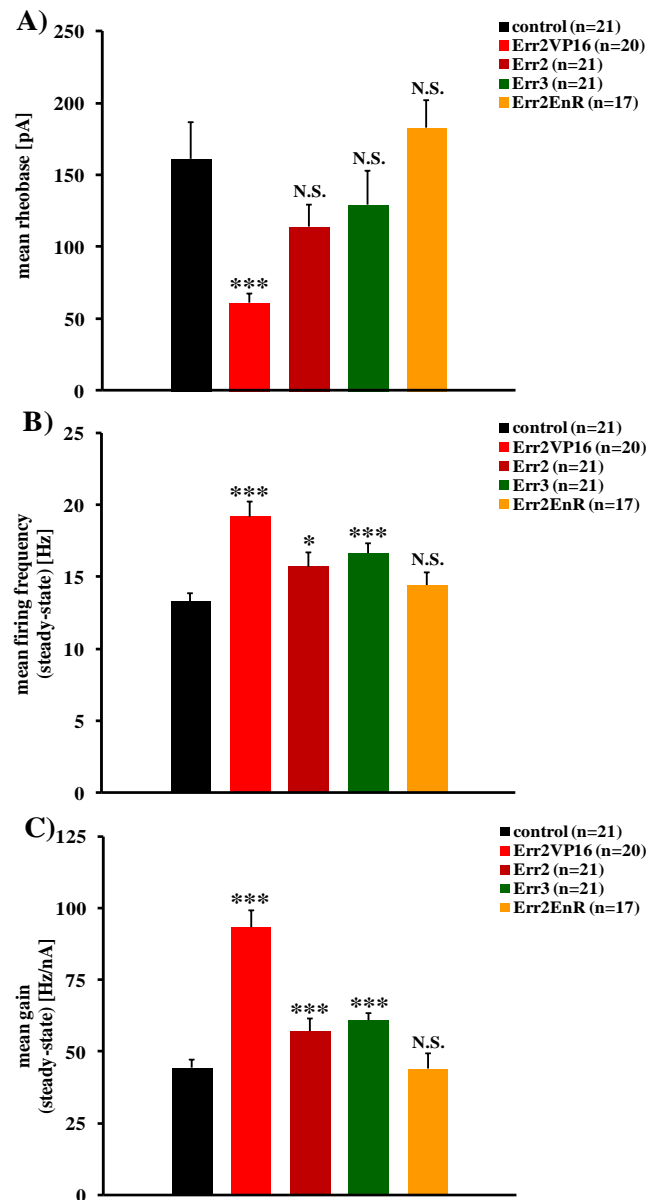 A)
control (n=21)
Err2VP16 (n=20)
Err2 (n=21)
Err3 (n=21)
Err2EnR (n=17)
mean rheobase [pA]
250
200
150
100
50
0
***
N.S.
N.S.
N.S.
B)
control (n=21)
Err2VP16 (n=20)
Err2 (n=21)
Err3 (n=21)
Err2EnR (n=17)
mean firing frequency
(steady-state) [Hz]
25
20
15
10
5
0
***
*
***
N.S.
C)
control (n=21)
Err2VP16 (n=20)
Err2 (n=21)
Err3 (n=21)
Err2EnR (n=17)
mean gain
(steady-state) [Hz/nA]
125
100
75
50
25
0
***
***
***
N.S.